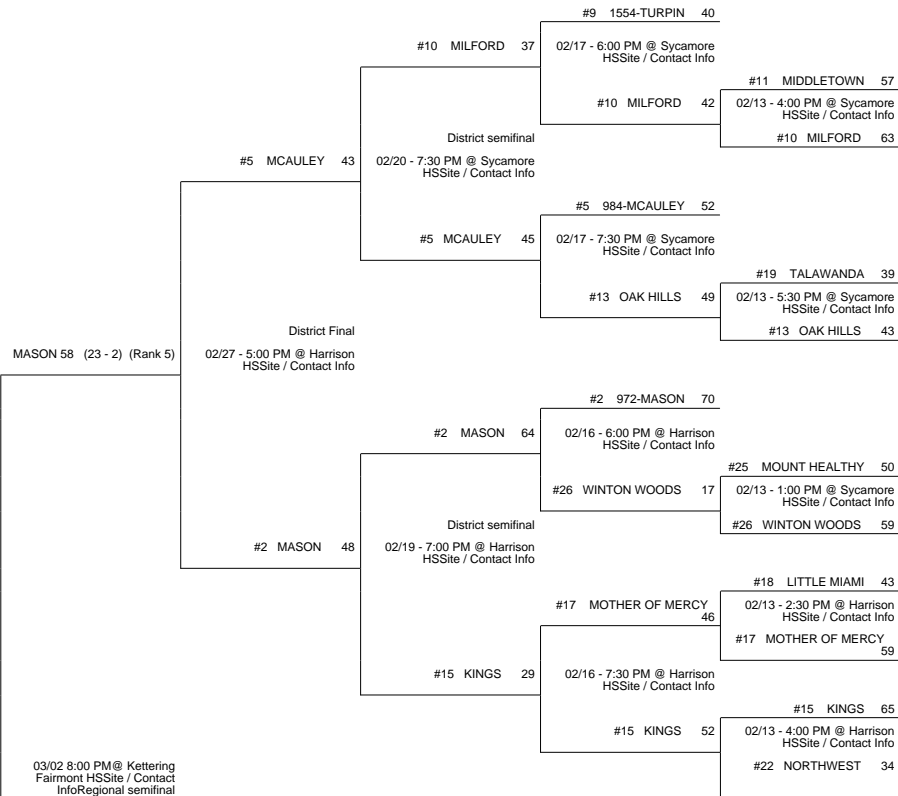 #9 1554-TURPIN 40
#10 MILFORD 37
02/17 - 6:00 PM @ Sycamore
HSSite / Contact Info
#11 MIDDLETOWN 57
#10 MILFORD 42
02/13 - 4:00 PM @ Sycamore
HSSite / Contact Info
District semifinal
#10 MILFORD 63
#5 MCAULEY 43
02/20 - 7:30 PM @ Sycamore
HSSite / Contact Info
#5 984-MCAULEY 52
#5 MCAULEY 45
02/17 - 7:30 PM @ Sycamore
HSSite / Contact Info
#19 TALAWANDA 39
#13 OAK HILLS 49
02/13 - 5:30 PM @ Sycamore
HSSite / Contact Info
District Final
#13 OAK HILLS 43
MASON 58 (23 - 2) (Rank 5)
02/27 - 5:00 PM @ Harrison
HSSite / Contact Info
#2 972-MASON 70
#2 MASON 64
02/16 - 6:00 PM @ Harrison
HSSite / Contact Info
#25 MOUNT HEALTHY 50
#26 WINTON WOODS 17
02/13 - 1:00 PM @ Sycamore
HSSite / Contact Info
District semifinal
#26 WINTON WOODS 59
#2 MASON 48
02/19 - 7:00 PM @ Harrison
HSSite / Contact Info
#18 LITTLE MIAMI 43
#17 MOTHER OF MERCY
46
02/13 - 2:30 PM @ Harrison
HSSite / Contact Info
#17 MOTHER OF MERCY
59
#15 KINGS 29
02/16 - 7:30 PM @ Harrison
HSSite / Contact Info
#15 KINGS 65
#15 KINGS 52
02/13 - 4:00 PM @ Harrison
HSSite / Contact Info
#22 NORTHWEST 34
03/02 8:00 PM@ Kettering
Fairmont HSSite / Contact
InfoRegional semifinal